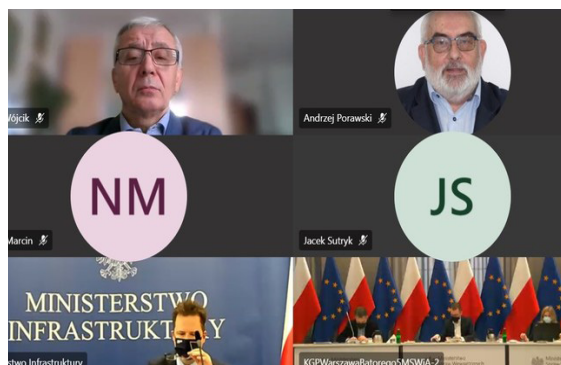 Wójcik
Andrzej Porawski
NM
JS
Marcin
Jacek Sutryk
MINISTERSTWO
INFRASTRUKTURY
stwo Infrastruktury
KGPWarszawaBatorego5MSWiA-2